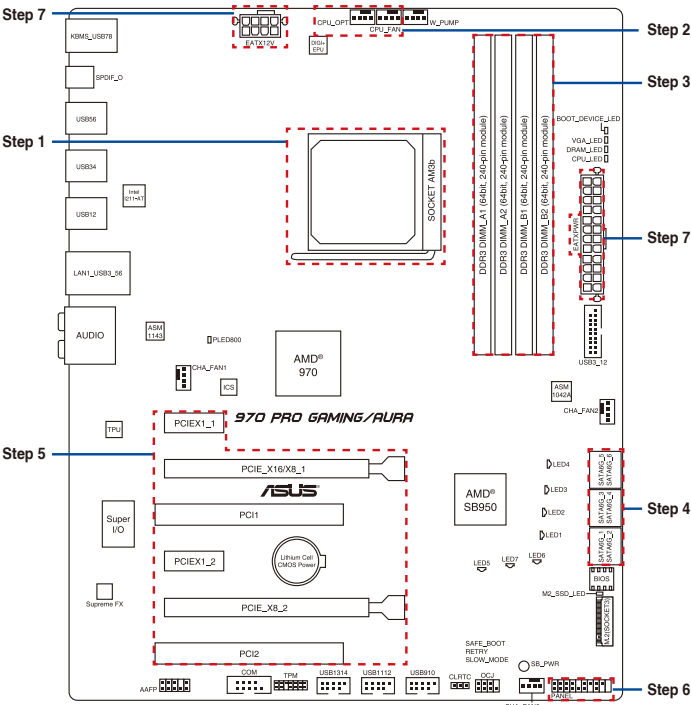 Step 7
KBMS_USB78
SPDIF_O
USB56
USB34
USB12
LAN1_USB3_56
AUDIO
EATX12V
DIGI+
EPU
CPU_OPT
CPU_FAN
W_PUMP
Step 2
Step 3
Step 1
SOCKET AM3b
DDR3 DIMM_A1 (64bit, 240-pin module)
DDR3 DIMM_A2 (64bit, 240-pin module)
DDR3 DIMM_B1 (64bit, 240-pin module)
DDR3 DIMM_B2 (64bit, 240-pin module)
BOOT_DEVICE_LED
VGA_LED
DRAM_LED
CPU_LED
EATXPWR
Step 7
Intel
I211-AT
ASM
1143
PLED800
CHA_FAN1
ICS
AMD®
970
USB3_12
ASM
1042A
CHA_FAN2
TPU
PCIEX1_1
970 PRO GAMING/AURA
Step 5
PCIE_X16/X8_1
ASUS
PCI1
PCIEX1_2
Lithium Cell
CMOS Power
PCIE_X8_2
PCI2
Super
I/O
Supreme FX
AMD®
SB950
LED4
LED3
LED2
LED1
LED5
LED7
LED6
SATA6G_5
SATA6G_6
SATA6G_3
SATA6G_4
SATA6G_1
SATA6G_2
Step 4
BIOS
M2_SSD_LED
M.2(SOCKET3)
SAFE_BOOT
RETRY
SLOW_MODE
SB_PWR
AAFP
COM
TPM
USB1314
USB1112
USB910
CLRTC
OCJ
PANEL
Step 6